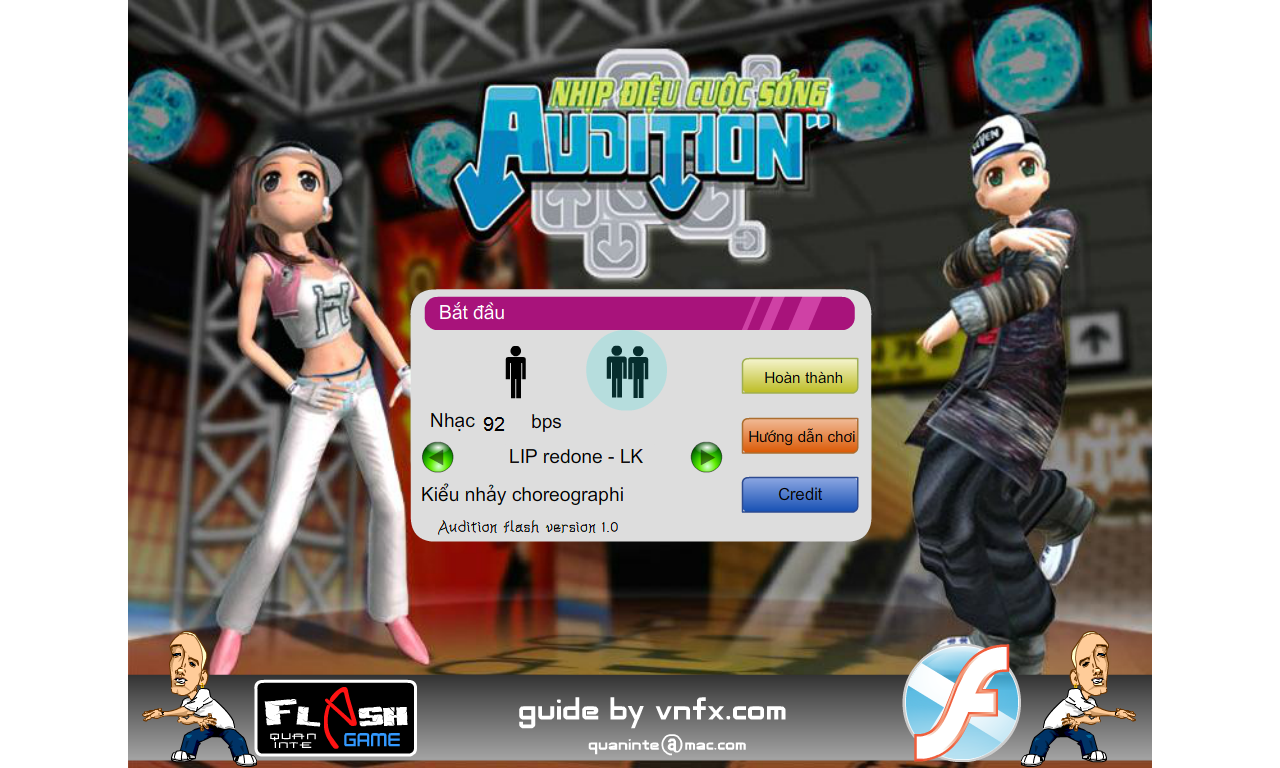 NHỊP ĐIỆU CUỘC SỐNG
AUDITION
SEVEN
H
Bắt đầu
Hoàn thành
Nhạc 92 bps
Hướng dẫn chơi
LIP redone - LK
Kiểu nhảy choreographi
Credit
Audition flash version 1.0
FLASH
QUAN INTE
GAME
guide by vnfx.com
quaninte@mac.com